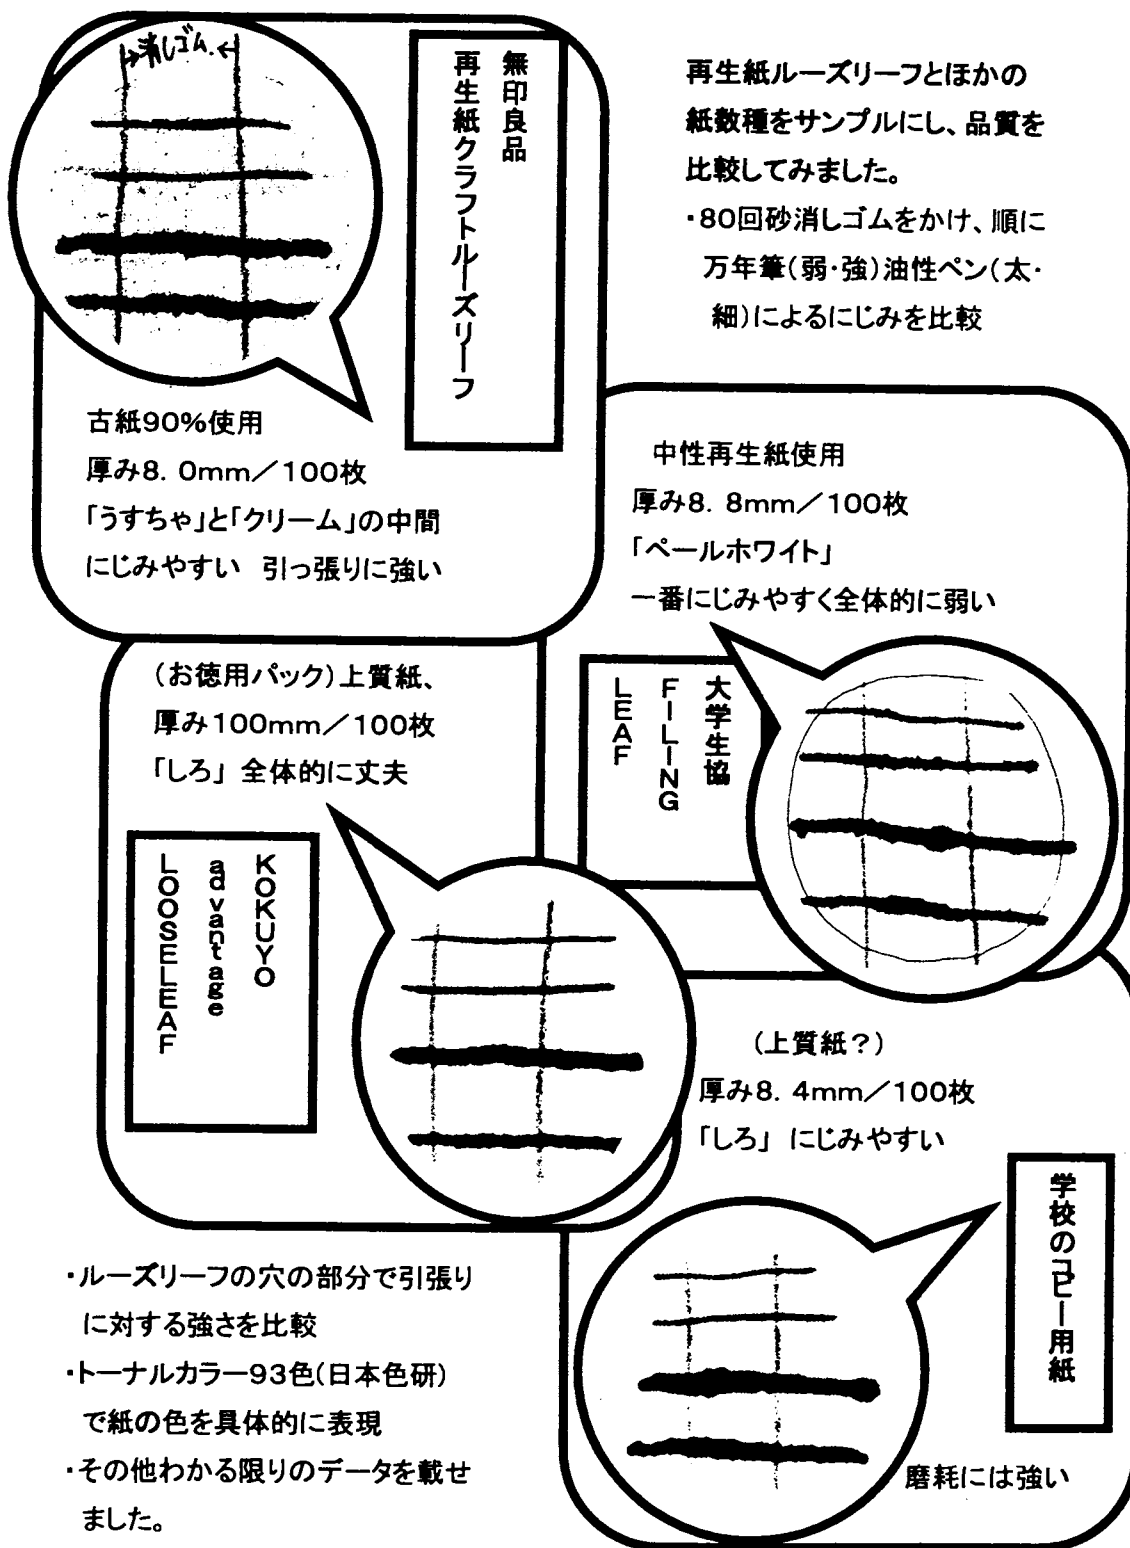 →消しゴム.←
無印良品
再生紙クラフトルーズリーフ
古紙90%使用
厚み8.0mm/100枚
「うすちゃ」と「クリーム」の中間
にじみやすい 引っ張りに強い
再生紙ルーズリーフとほかの
紙数種をサンプルにし、品質を
比較してみました。
・80回砂消しゴムをかけ、順に
万年筆(弱・強)油性ペン(太・
細)によるにじみを比較
中性再生紙使用
厚み8.8mm/100枚
「ペールホワイト」
一番にじみやすく全体的に弱い
大学生協
FILING
LEAF
(お徳用パック)上質紙、
厚み100mm/100枚
「しろ」 全体的に丈夫
KOKUYO
advantage
LOOSELEAF
(上質紙?)
厚み8.4mm/100枚
「しろ」 にじみやすい
学校のコピー用紙
磨耗には強い
・ルーズリーフの穴の部分で引張り
に対する強さを比較
・トーナルカラー93色(日本色研)
で紙の色を具体的に表現
・その他わかる限りのデータを載せ
ました。